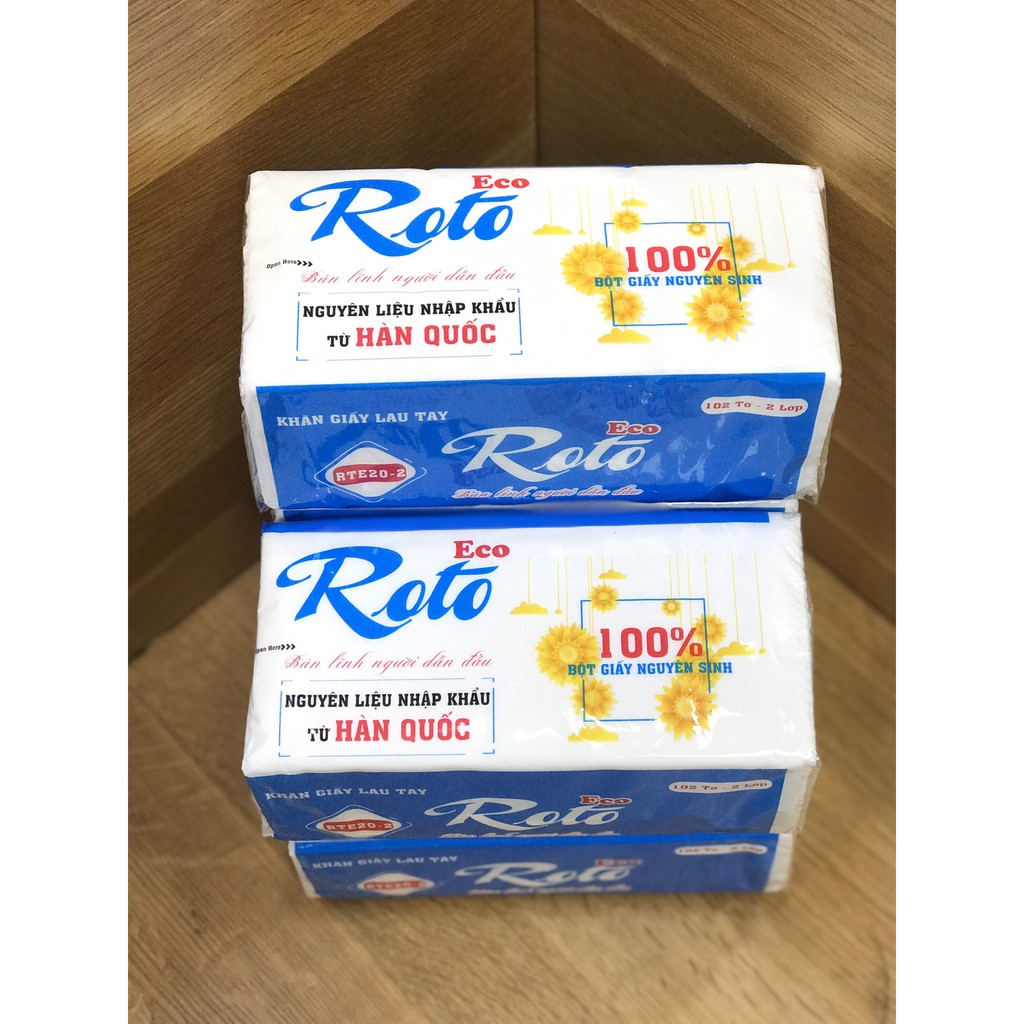 Eco
Roto
Open Here>>>
Bản lĩnh người dẫn đầu
NGUYÊN LIỆU NHẬP KHẨU
TỪ HÀN QUỐC
100%
BỘT GIẤY NGUYÊN SINH
KHĂN GIẤY LAU TAY
102 Tờ - 2 Lớp
RTE20-2
Eco
Roto
Bản lĩnh người dẫn đầu
Eco
Roto
Open Here>>>
Bản lĩnh người dẫn đầu
NGUYÊN LIỆU NHẬP KHẨU
TỪ HÀN QUỐC
100%
BỘT GIẤY NGUYÊN SINH
KHĂN GIẤY LAU TAY
102 Tờ - 2 Lớp
RTE20-2
Eco
Roto
KHĂN GIẤY LAU TAY
Roto